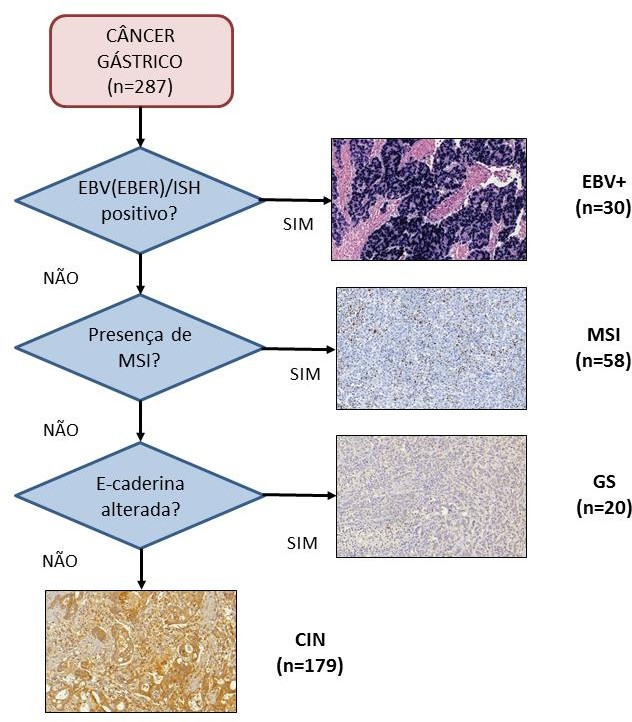 CÂNCER
GÁSTRICO
(n=287)
EBV(EBER)/ISH
positivo?
SIM
EBV+
(n=30)
NÃO
Presença de
MSI?
SIM
MSI
(n=58)
NÃO
E-caderina
alterada?
SIM
GS
(n=20)
NÃO
CIN
(n=179)